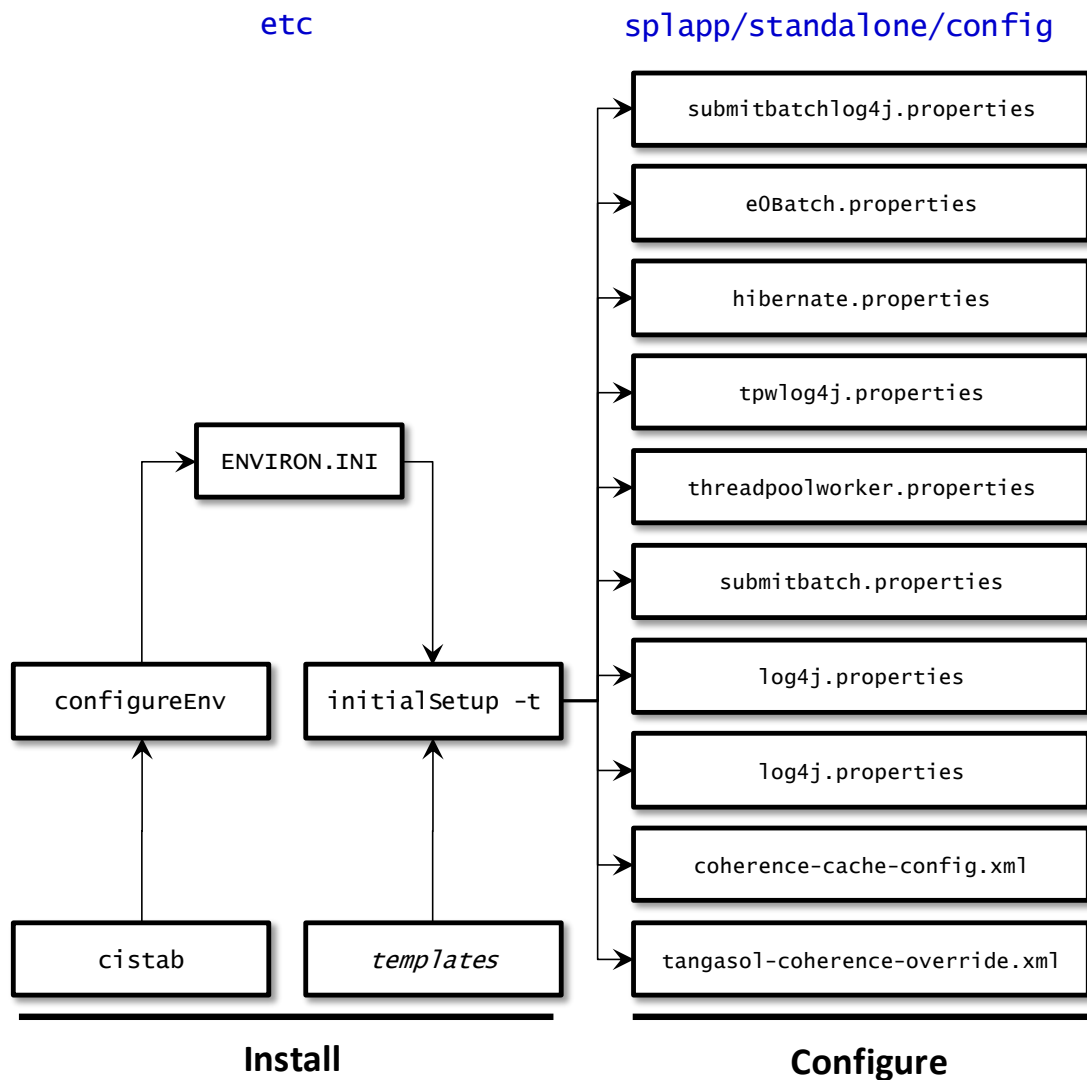 etc
splapp/standalone/config
submitbatchlog4j.properties
e0Batch.properties
hibernate.properties
tpwlog4j.properties
ENVIRON.INI
threadpoolworker.properties
submitbatch.properties
configureEnv
initialSetup -t
log4j.properties
log4j.properties
coherence-cache-config.xml
cistab
templates
tangasol-coherence-override.xml
Install
Configure